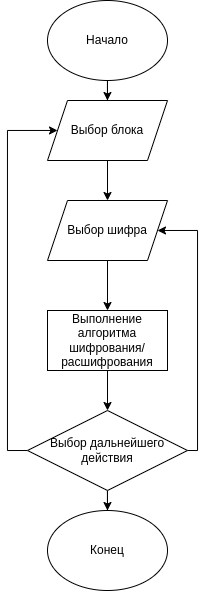 Начало
Выбор блока
Выбор шифра
Выполнение
алгоритма
шифрования/
расшифрования
Выбор дальнейшего
действия
Конец